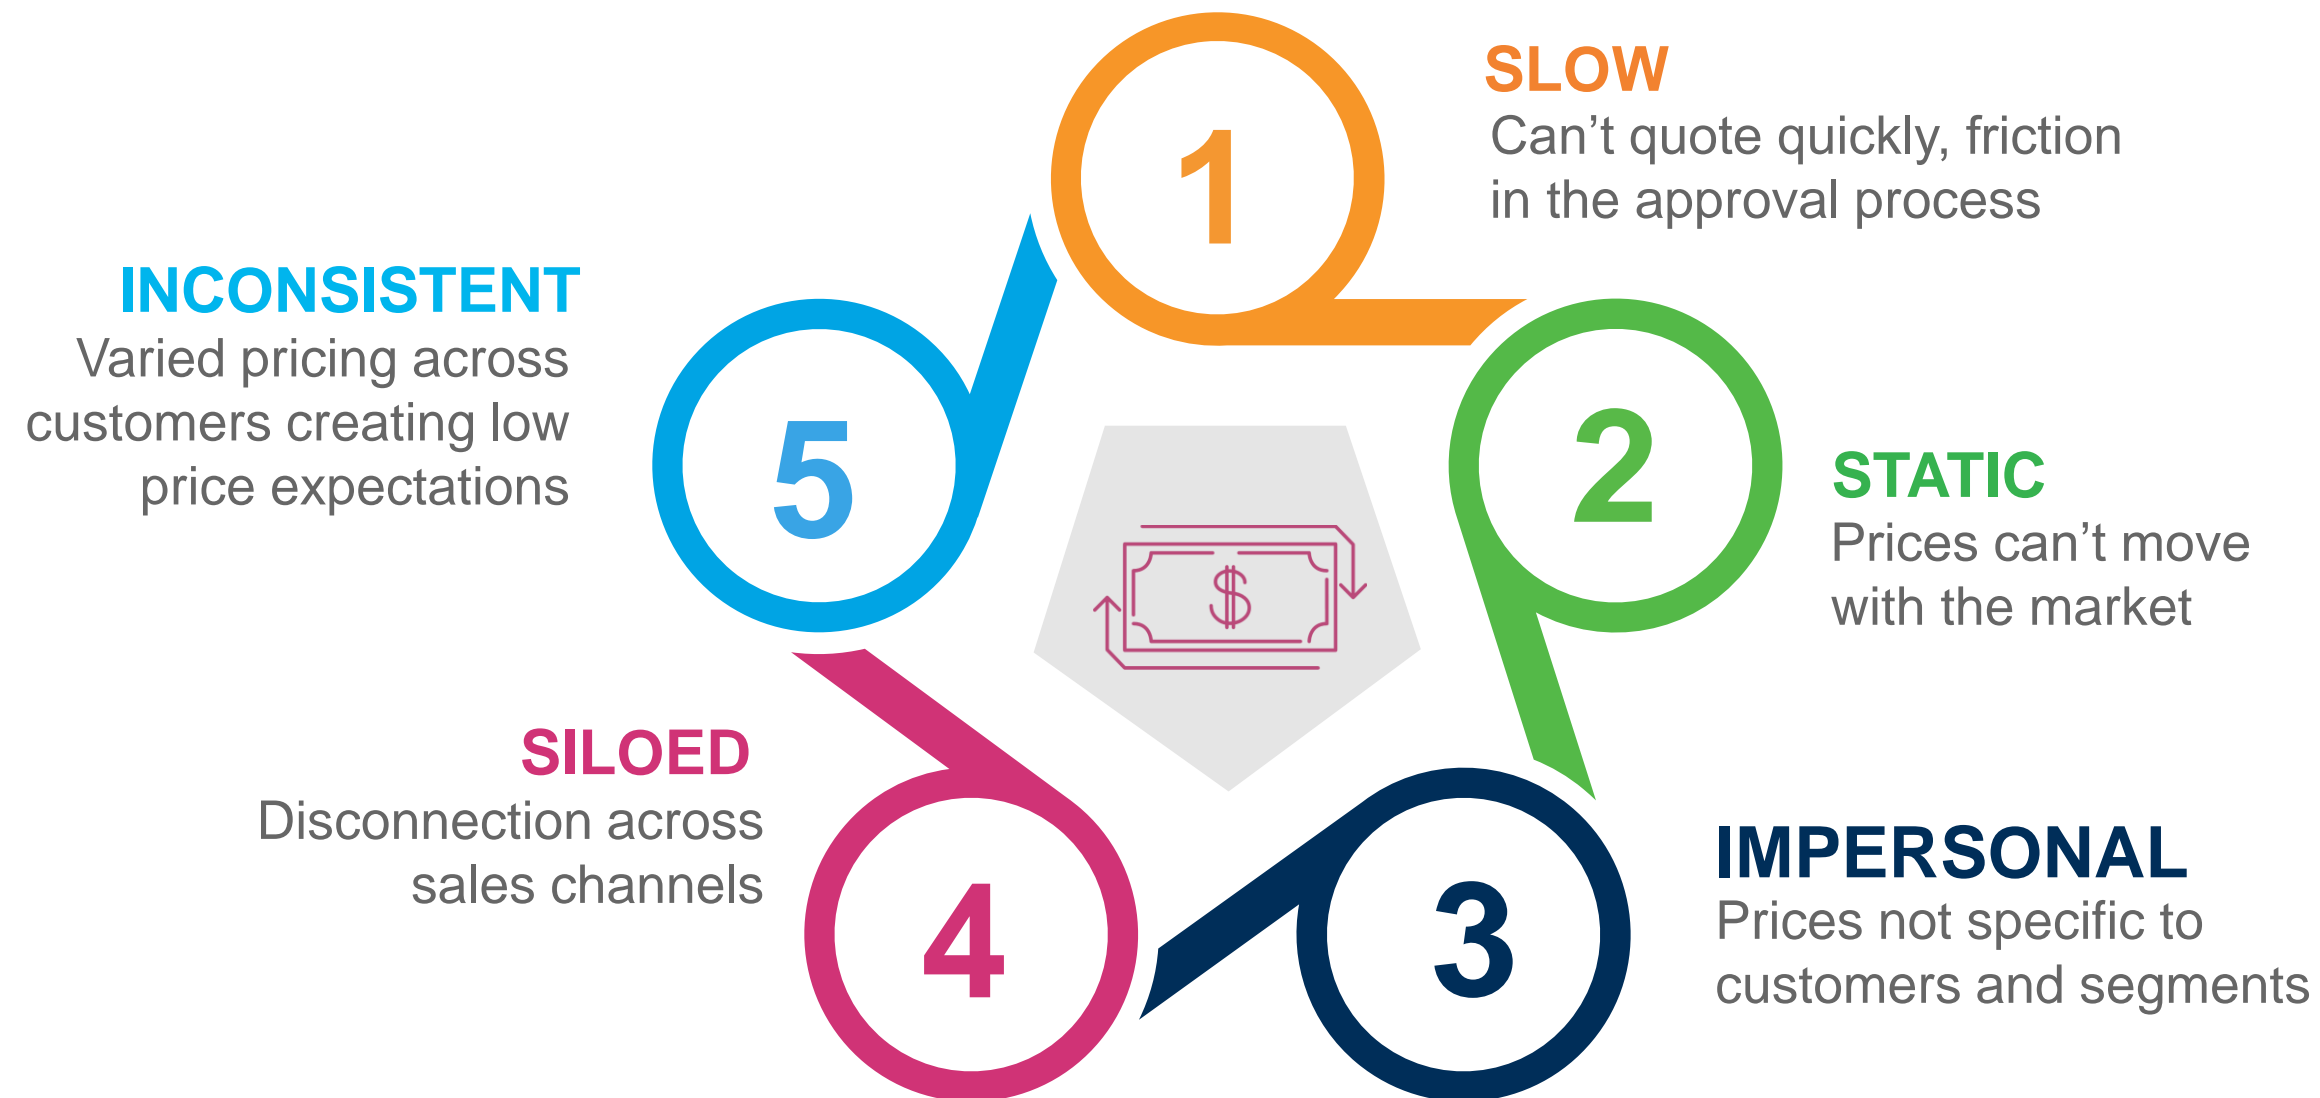 1
SLOW
Can’t quote quickly, friction
in the approval process
2
STATIC
Prices can’t move
with the market
3
IMPERSONAL
Prices not specific to
customers and segments
4
SILOED
Disconnection across
sales channels
5
INCONSISTENT
Varied pricing across
customers creating low
price expectations
$